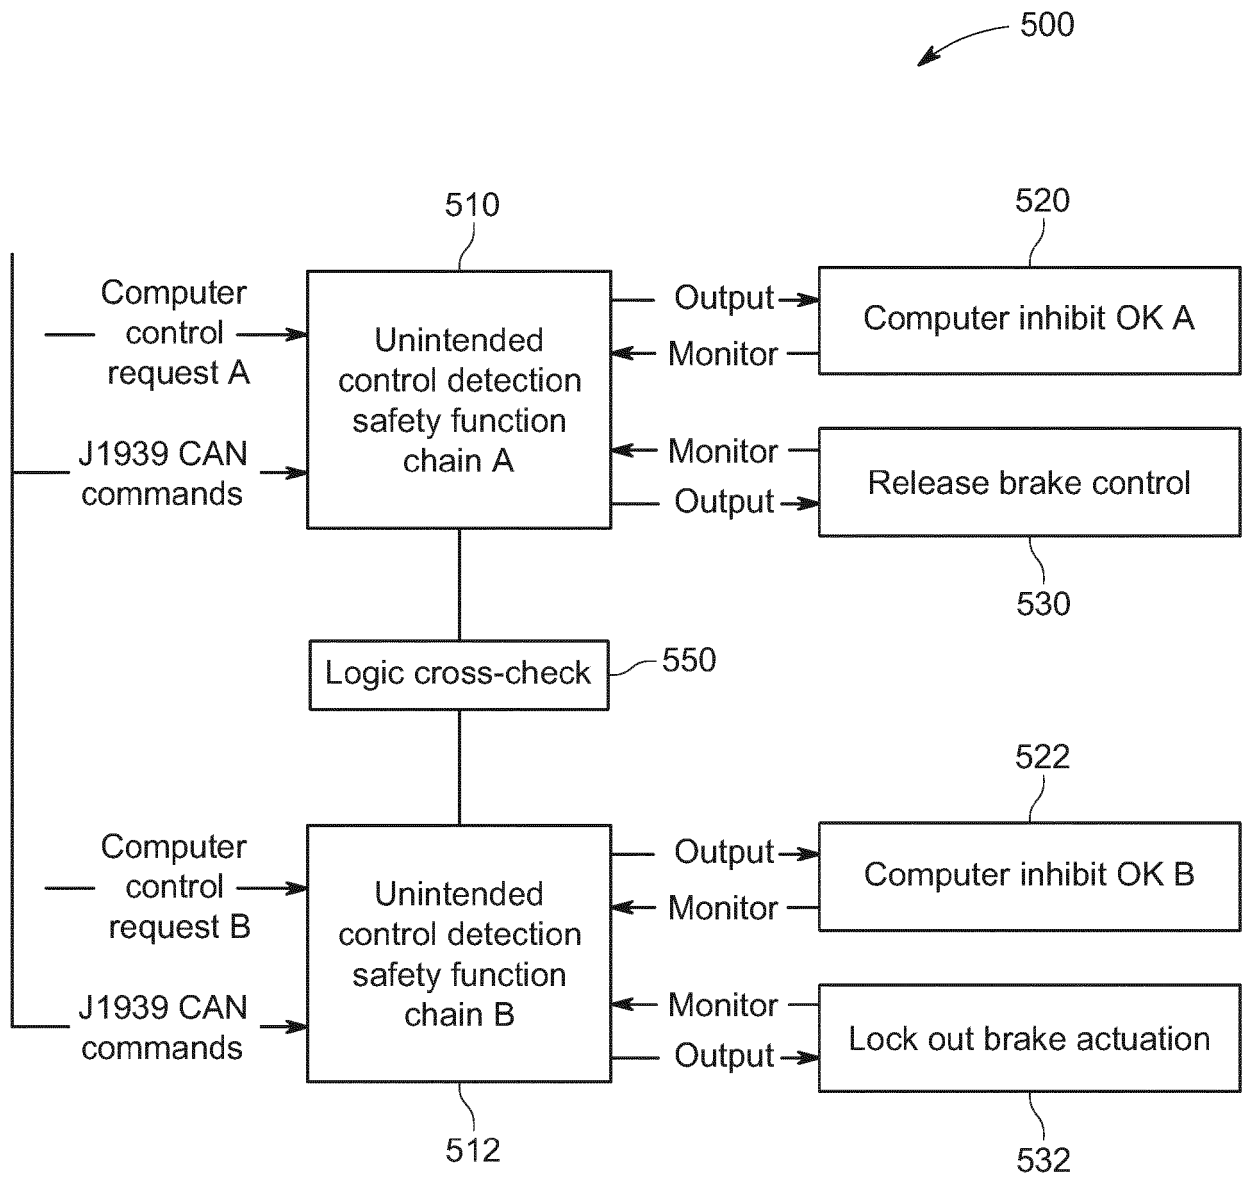 500
510
520
Computer
control
request A
J1939 CAN
commands
Unintended
control detection
safety function
chain A
Output
Monitor
Monitor
Output
Computer inhibit OK A
Release brake control
530
Logic cross-check
550
522
Computer
control
request B
J1939 CAN
commands
Unintended
control detection
safety function
chain B
Output
Monitor
Monitor
Output
Computer inhibit OK B
Lock out brake actuation
512
532